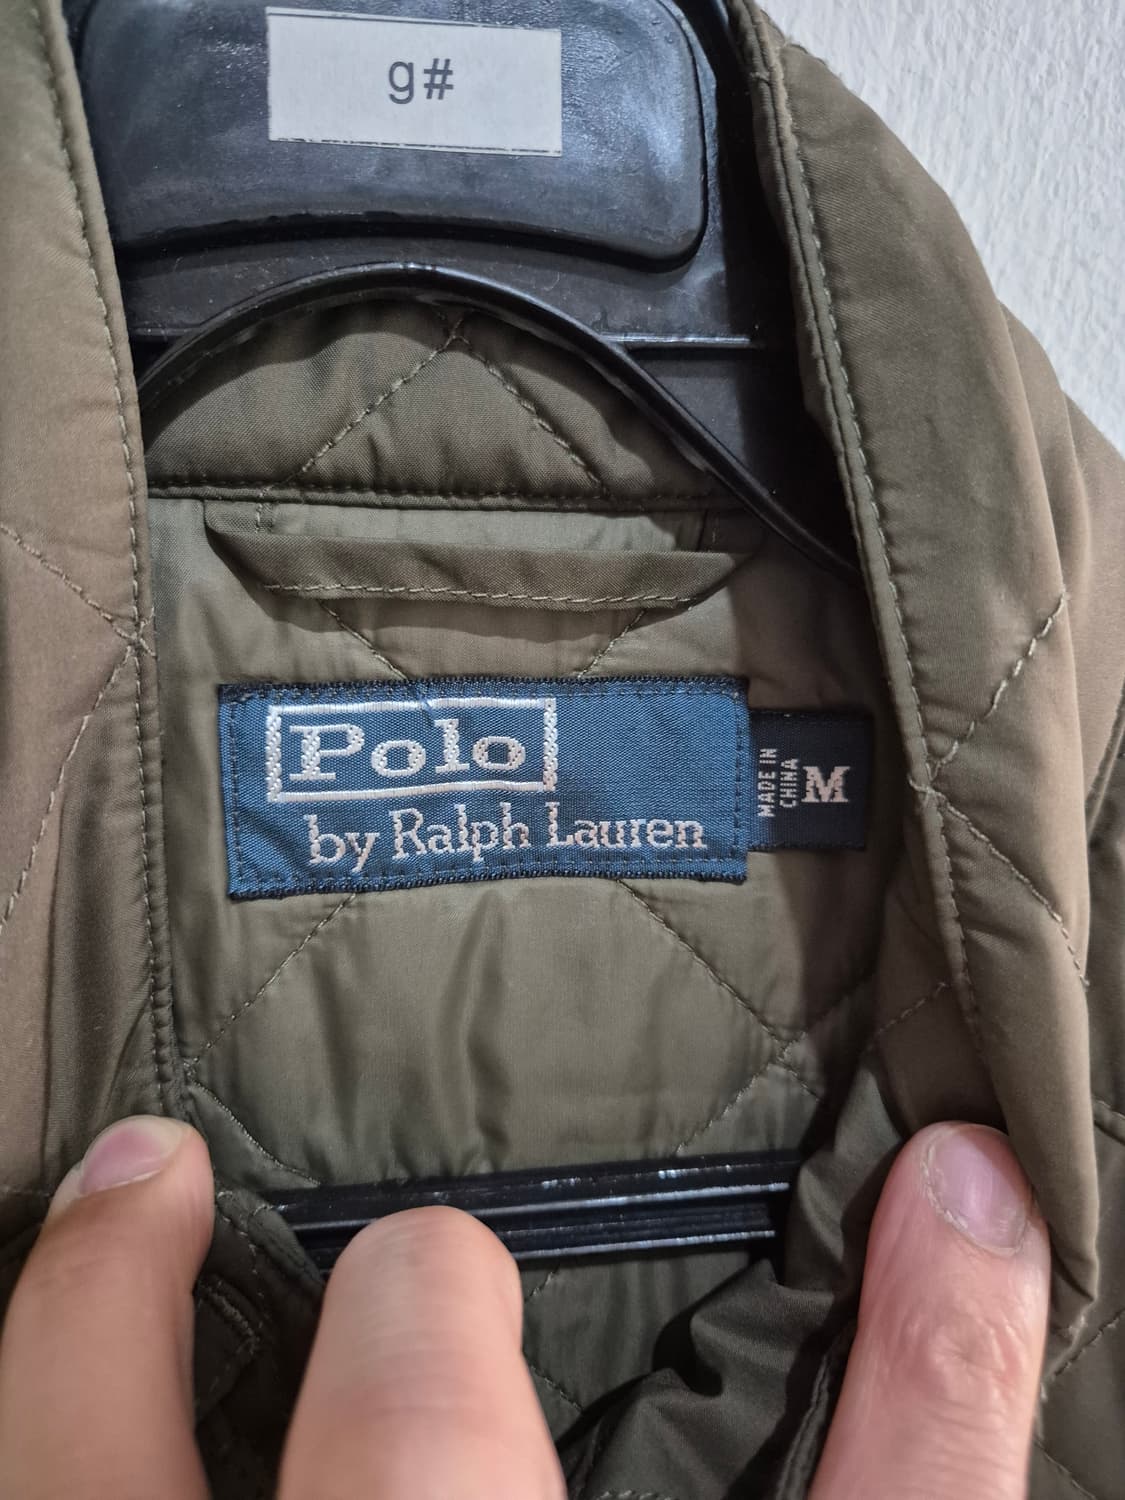 g#
Polo
by Ralph Lauren
MADE IN
CHINA
M